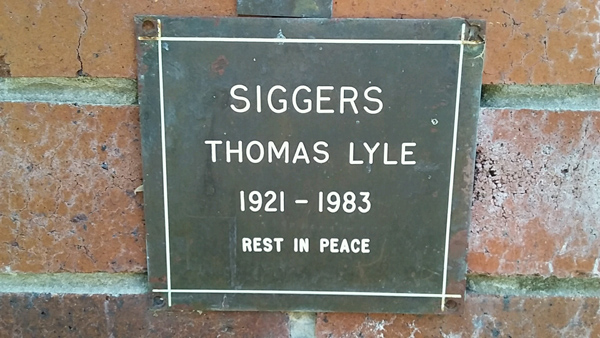 SIGGERS
THOMAS LYLE
1921 - 1983
REST IN PEACE